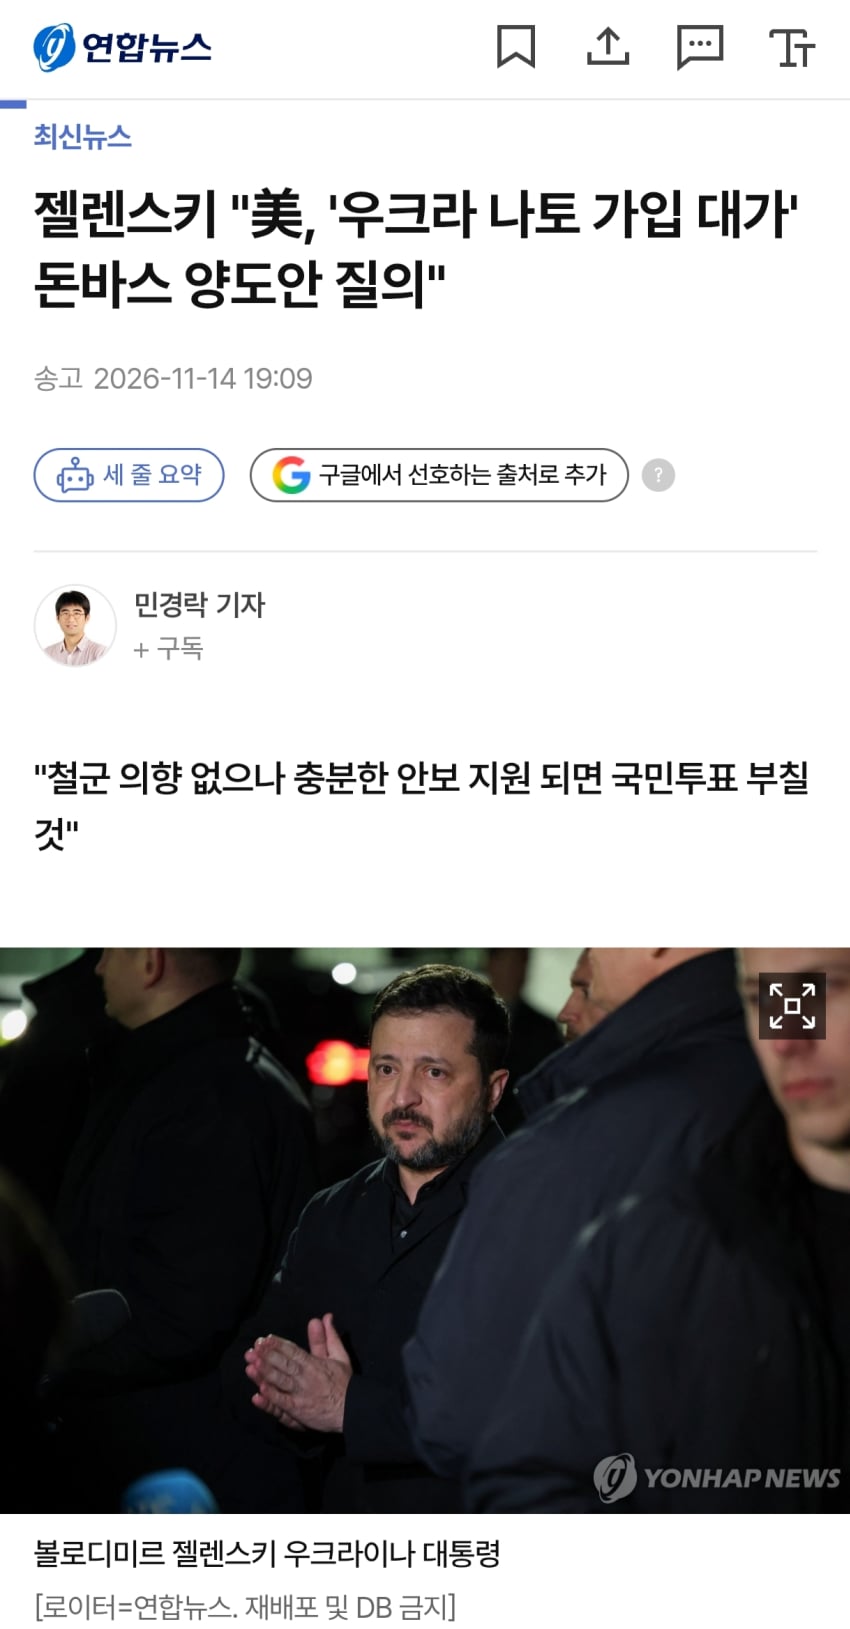 연합뉴스
최신뉴스
젤렌스키 "美, '우크라 나토 가입 대가'
돈바스 양도안 질의"
송고 2026-11-14 19:09
세 줄 요약
구글에서 선호하는 출처로 추가
?
민경락 기자
+ 구독
"철군 의향 없으나 충분한 안보 지원 되면 국민투표 부칠
것"
YONHAP NEWS
볼로디미르 젤렌스키 우크라이나 대통령
[로이터=연합뉴스. 재배포 및 DB 금지]